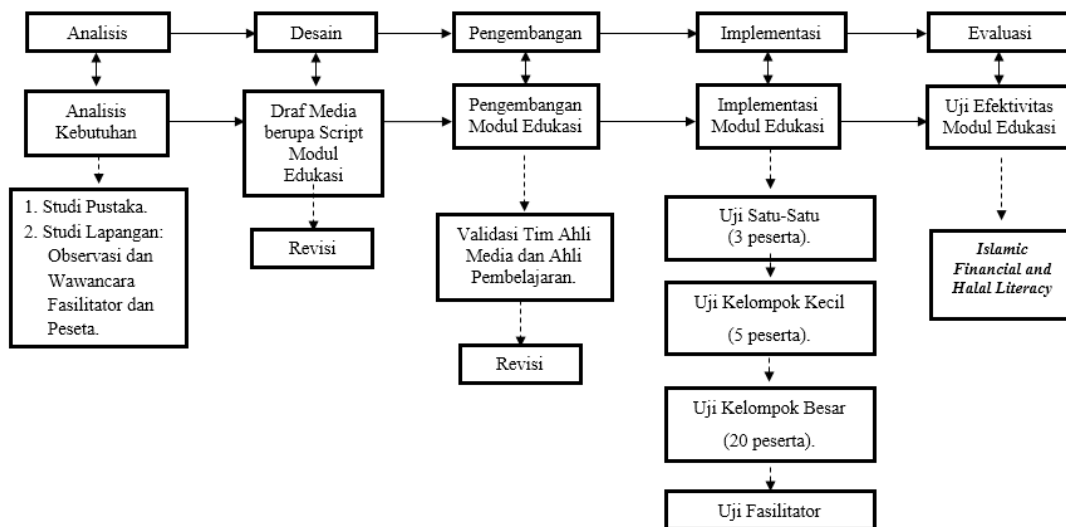 Analisis
Desain
Pengembangan
Implementasi
Evaluasi
Analisis
Kebutuhan
Draf Media
berupa Script
Modul
Edukasi
Pengembangan
Modul Edukasi
Implementasi
Modul Edukasi
Uji Efektivitas
Modul Edukasi
1. Studi Pustaka.
2. Studi Lapangan:
Observasi dan
Wawancara
Fasilitator dan
Peseta.
Revisi
Validasi Tim Ahli
Media dan Ahli
Pembelajaran.
Revisi
Uji Satu-Satu
(3 peserta).
Uji Kelompok Kecil
(5 peserta).
Uji Kelompok Besar
(20 peserta).
Uji Fasilitator
Islamic
Financial and
Halal Literacy